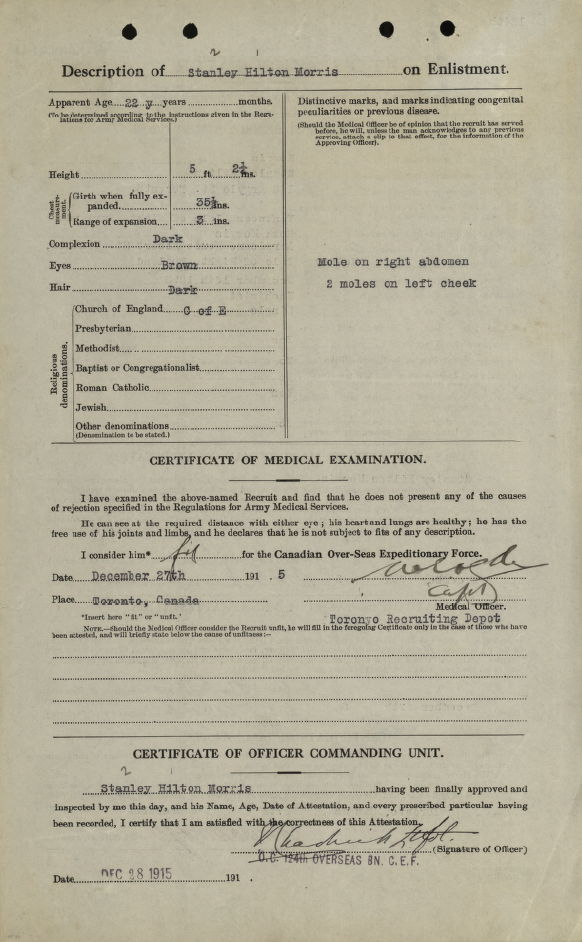 2 1
Description of Stanley Hilton Morris on Enlistment.
Apparent Age 22 y years months.
(To be determined according to the instructions given in the Regulations for Army Medical Services.)
Height 5 ft 2½ ins.
Chest measurement.
Girth when fully expanded. 35½ ins.
Range of expansion. 3 ins.
Complexion Dark
Eyes Brown
Hair Dark
Religious denominations.
Church of England C of E
Presbyterian
Methodist
Baptist or Congregationalist
Roman Catholic
Jewish
Other denominations
(Denomination to be stated.)
Distinctive marks, and marks indicating congenital
peculiarities or previous disease.
(Should the Medical Officer be of opinion that the recruit has served
before, he will, unless the man acknowledges to any previous
service, attach a slip to that effect, for the information of the
Approving Officer).
Mole on right abdomen
2 moles on left cheek
CERTIFICATE OF MEDICAL EXAMINATION.
I have examined the above-named Recruit and find that he does not present any of the causes
of rejection specified in the Regulations for Army Medical Services.
He can see at the required distance with either eye; his heart and lungs are healthy; he has the
free use of his joints and limbs, and he declares that he is not subject to fits of any description.
I consider him* fit for the Canadian Over-Seas Expeditionary Force.
Date December 27th 191 . 5
Capt
Place Toronto, Canada
Medical Officer.
*Insert here "fit" or "unfit."
Toronyo Recruiting Depot
NOTE.—Should the Medical Officer consider the Recruit unfit, he will fill in the foregoing Certificate only in the case of those who have
been attested, and will briefly state below the cause of unfitness:—
CERTIFICATE OF OFFICER COMMANDING UNIT.
2 1
Stanley Hilton Morris having been finally approved and
inspected by me this day, and his Name, Age, Date of Attestation, and every prescribed particular having
been recorded, I certify that I am satisfied with the correctness of this Attestation.
(Signature of Officer)
O.C. 124th OVERSEAS BN. C.E.F.
Date DEC 28 1915 191 .